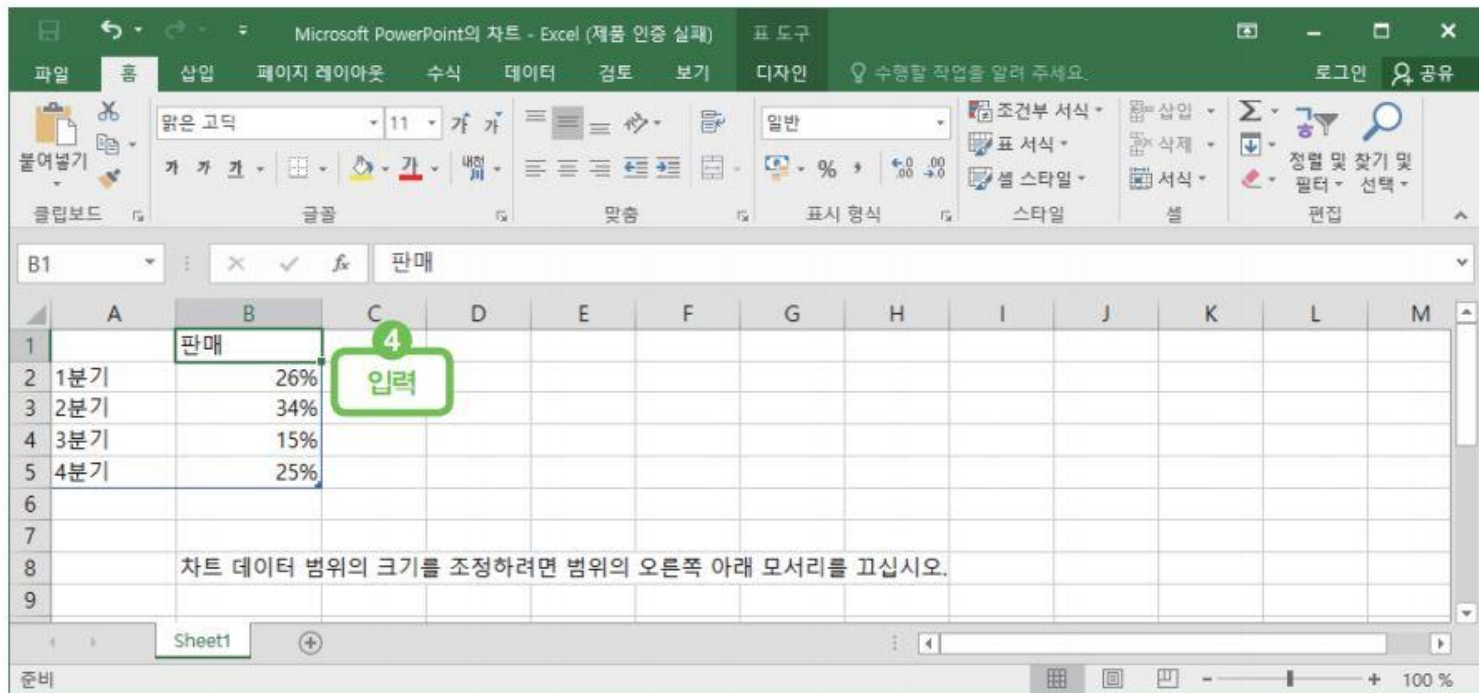 Microsoft PowerPoint의 차트 - Excel (제품 인증 실패) 표 도구
파일 홈 삽입 페이지 레이아웃 수식 데이터 검토 보기 디자인 수행할 작업을 알려 주세요. 로그인 공유
맑은 고딕 11 가 가 일반 조건부 서식 삽입
표 서식 삭제
붙여넣기 가 가 가 가 내천 % 셀 스타일 서식 정렬 및 필터 찾기 및 선택
클립보드 글꼴 맞춤 표시 형식 스타일 셀 편집
B1 fx 판매
A B C D E F G H I J K L M
1 판매 4
2 1분기 26% 입력
3 2분기 34%
4 3분기 15%
5 4분기 25%
6
7
8 차트 데이터 범위의 크기를 조정하려면 범위의 오른쪽 아래 모서리를 끄십시오.
9
Sheet1
준비 100 %